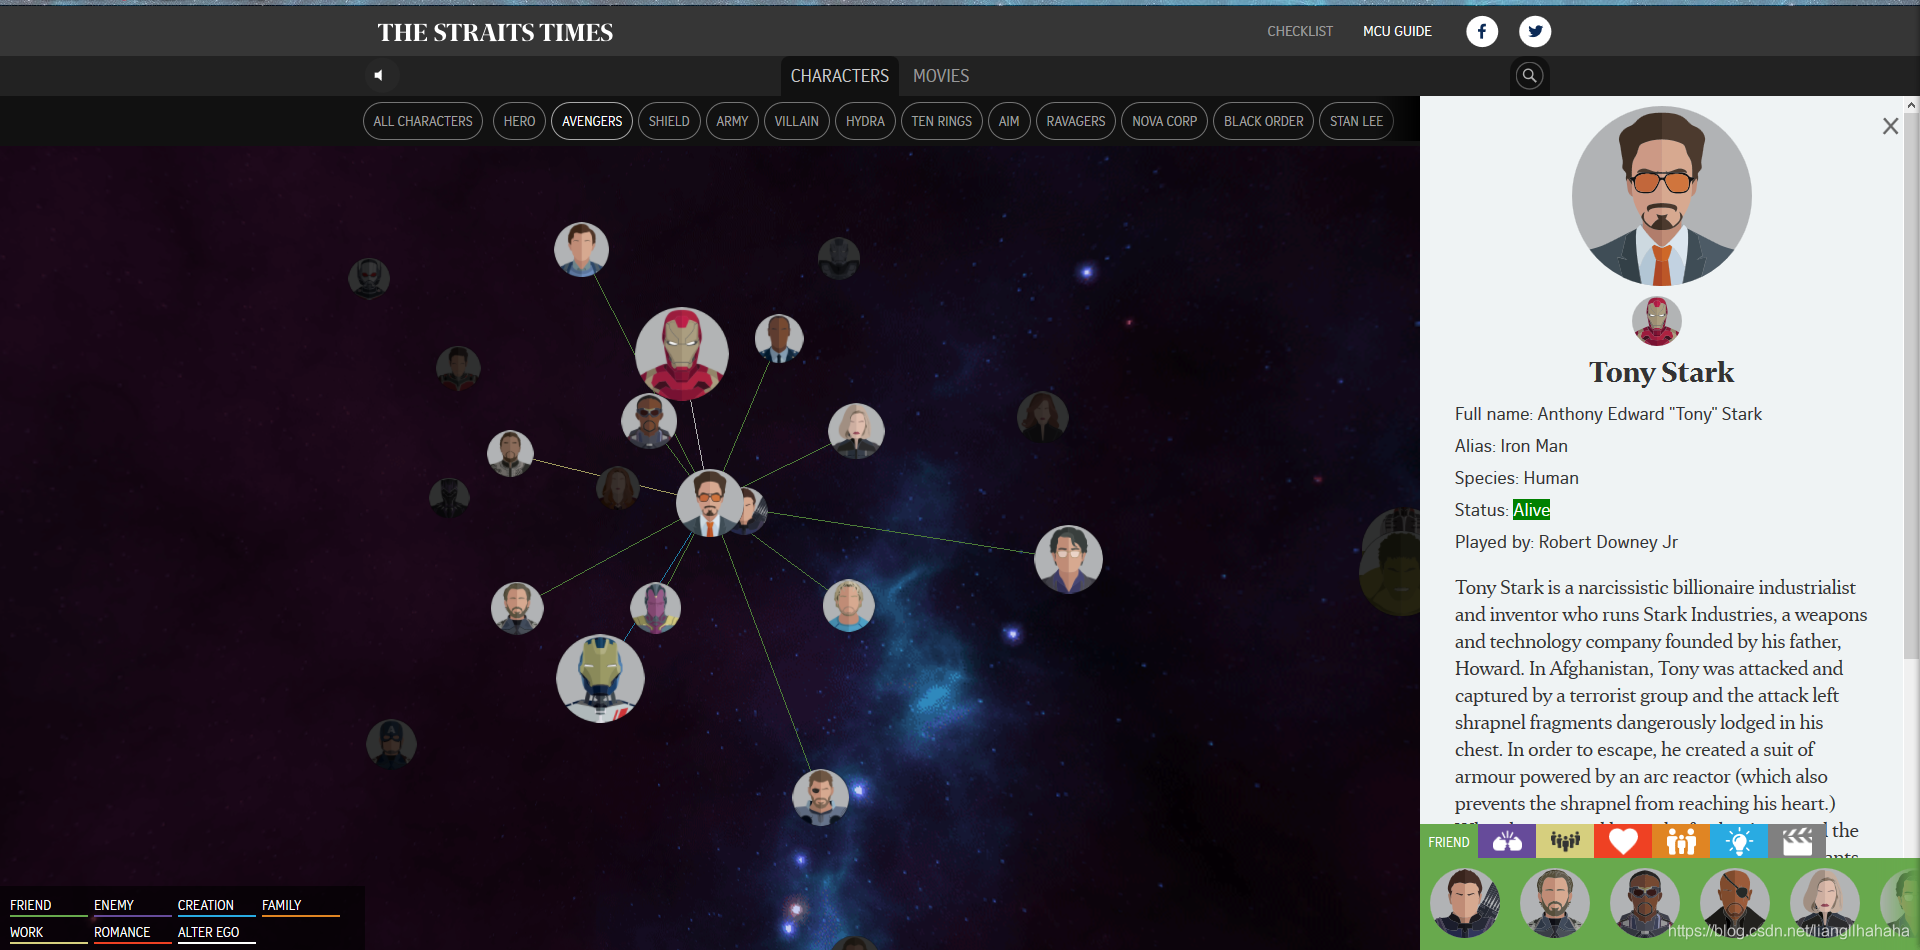 THE STRAITS TIMES
CHECKLIST
MCU GUIDE
CHARACTERS
MOVIES
ALL CHARACTERS
HERO
AVENGERS
SHIELD
ARMY
VILLAIN
HYDRA
TEN RINGS
AIM
RAVAGERS
NOVA CORP
BLACK ORDER
STAN LEE
Tony Stark
Full name: Anthony Edward "Tony" Stark
Alias: Iron Man
Species: Human
Status: Alive
Played by: Robert Downey Jr
Tony Stark is a narcissistic billionaire industrialist
and inventor who runs Stark Industries, a weapons
and technology company founded by his father,
Howard. In Afghanistan, Tony was attacked and
captured by a terrorist group and the attack left
shrapnel fragments dangerously lodged in his
chest. In order to escape, he created a suit of
armour powered by an arc reactor (which also
prevents the shrapnel from reaching his heart.)
the
FRIEND
FRIEND
ENEMY
CREATION
FAMILY
WORK
ROMANCE
ALTER EGO
https://blog.csdn.net/liangllhahaha